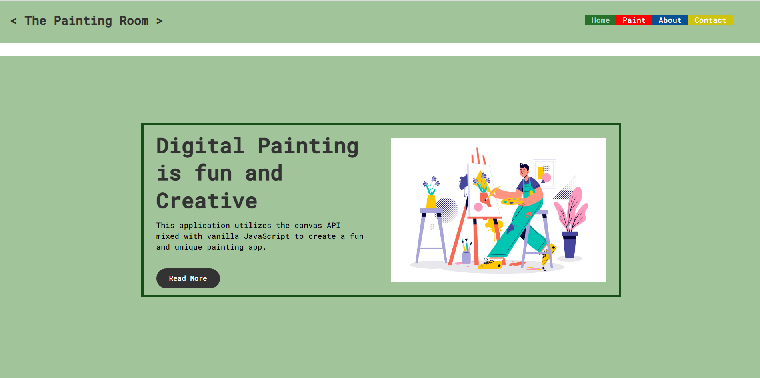 < The Painting Room >
Home Paint About Contact
Digital Painting
is fun and
Creative
This application utilizes the canvas API
mixed with vanilla JavaScript to create a fun
and unique painting app.
Read More